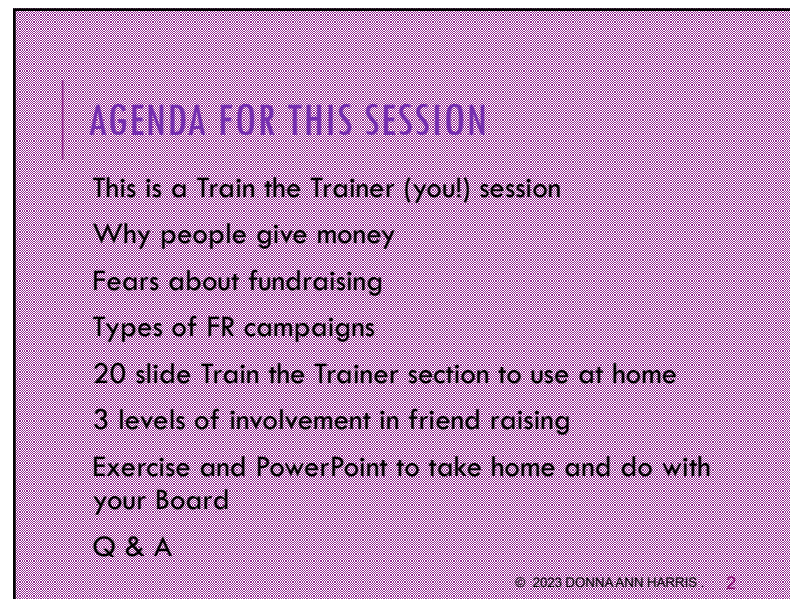 AGENDA FOR THIS SESSION
This is a Train the Trainer (you!) session
Why people give money
Fears about fundraising
Types of FR campaigns
20 slide Train the Trainer section to use at home
3 levels of involvement in friend raising
Exercise and PowerPoint to take home and do with
your Board
Q & A
© 2023 DONNA ANN HARRIS . 2